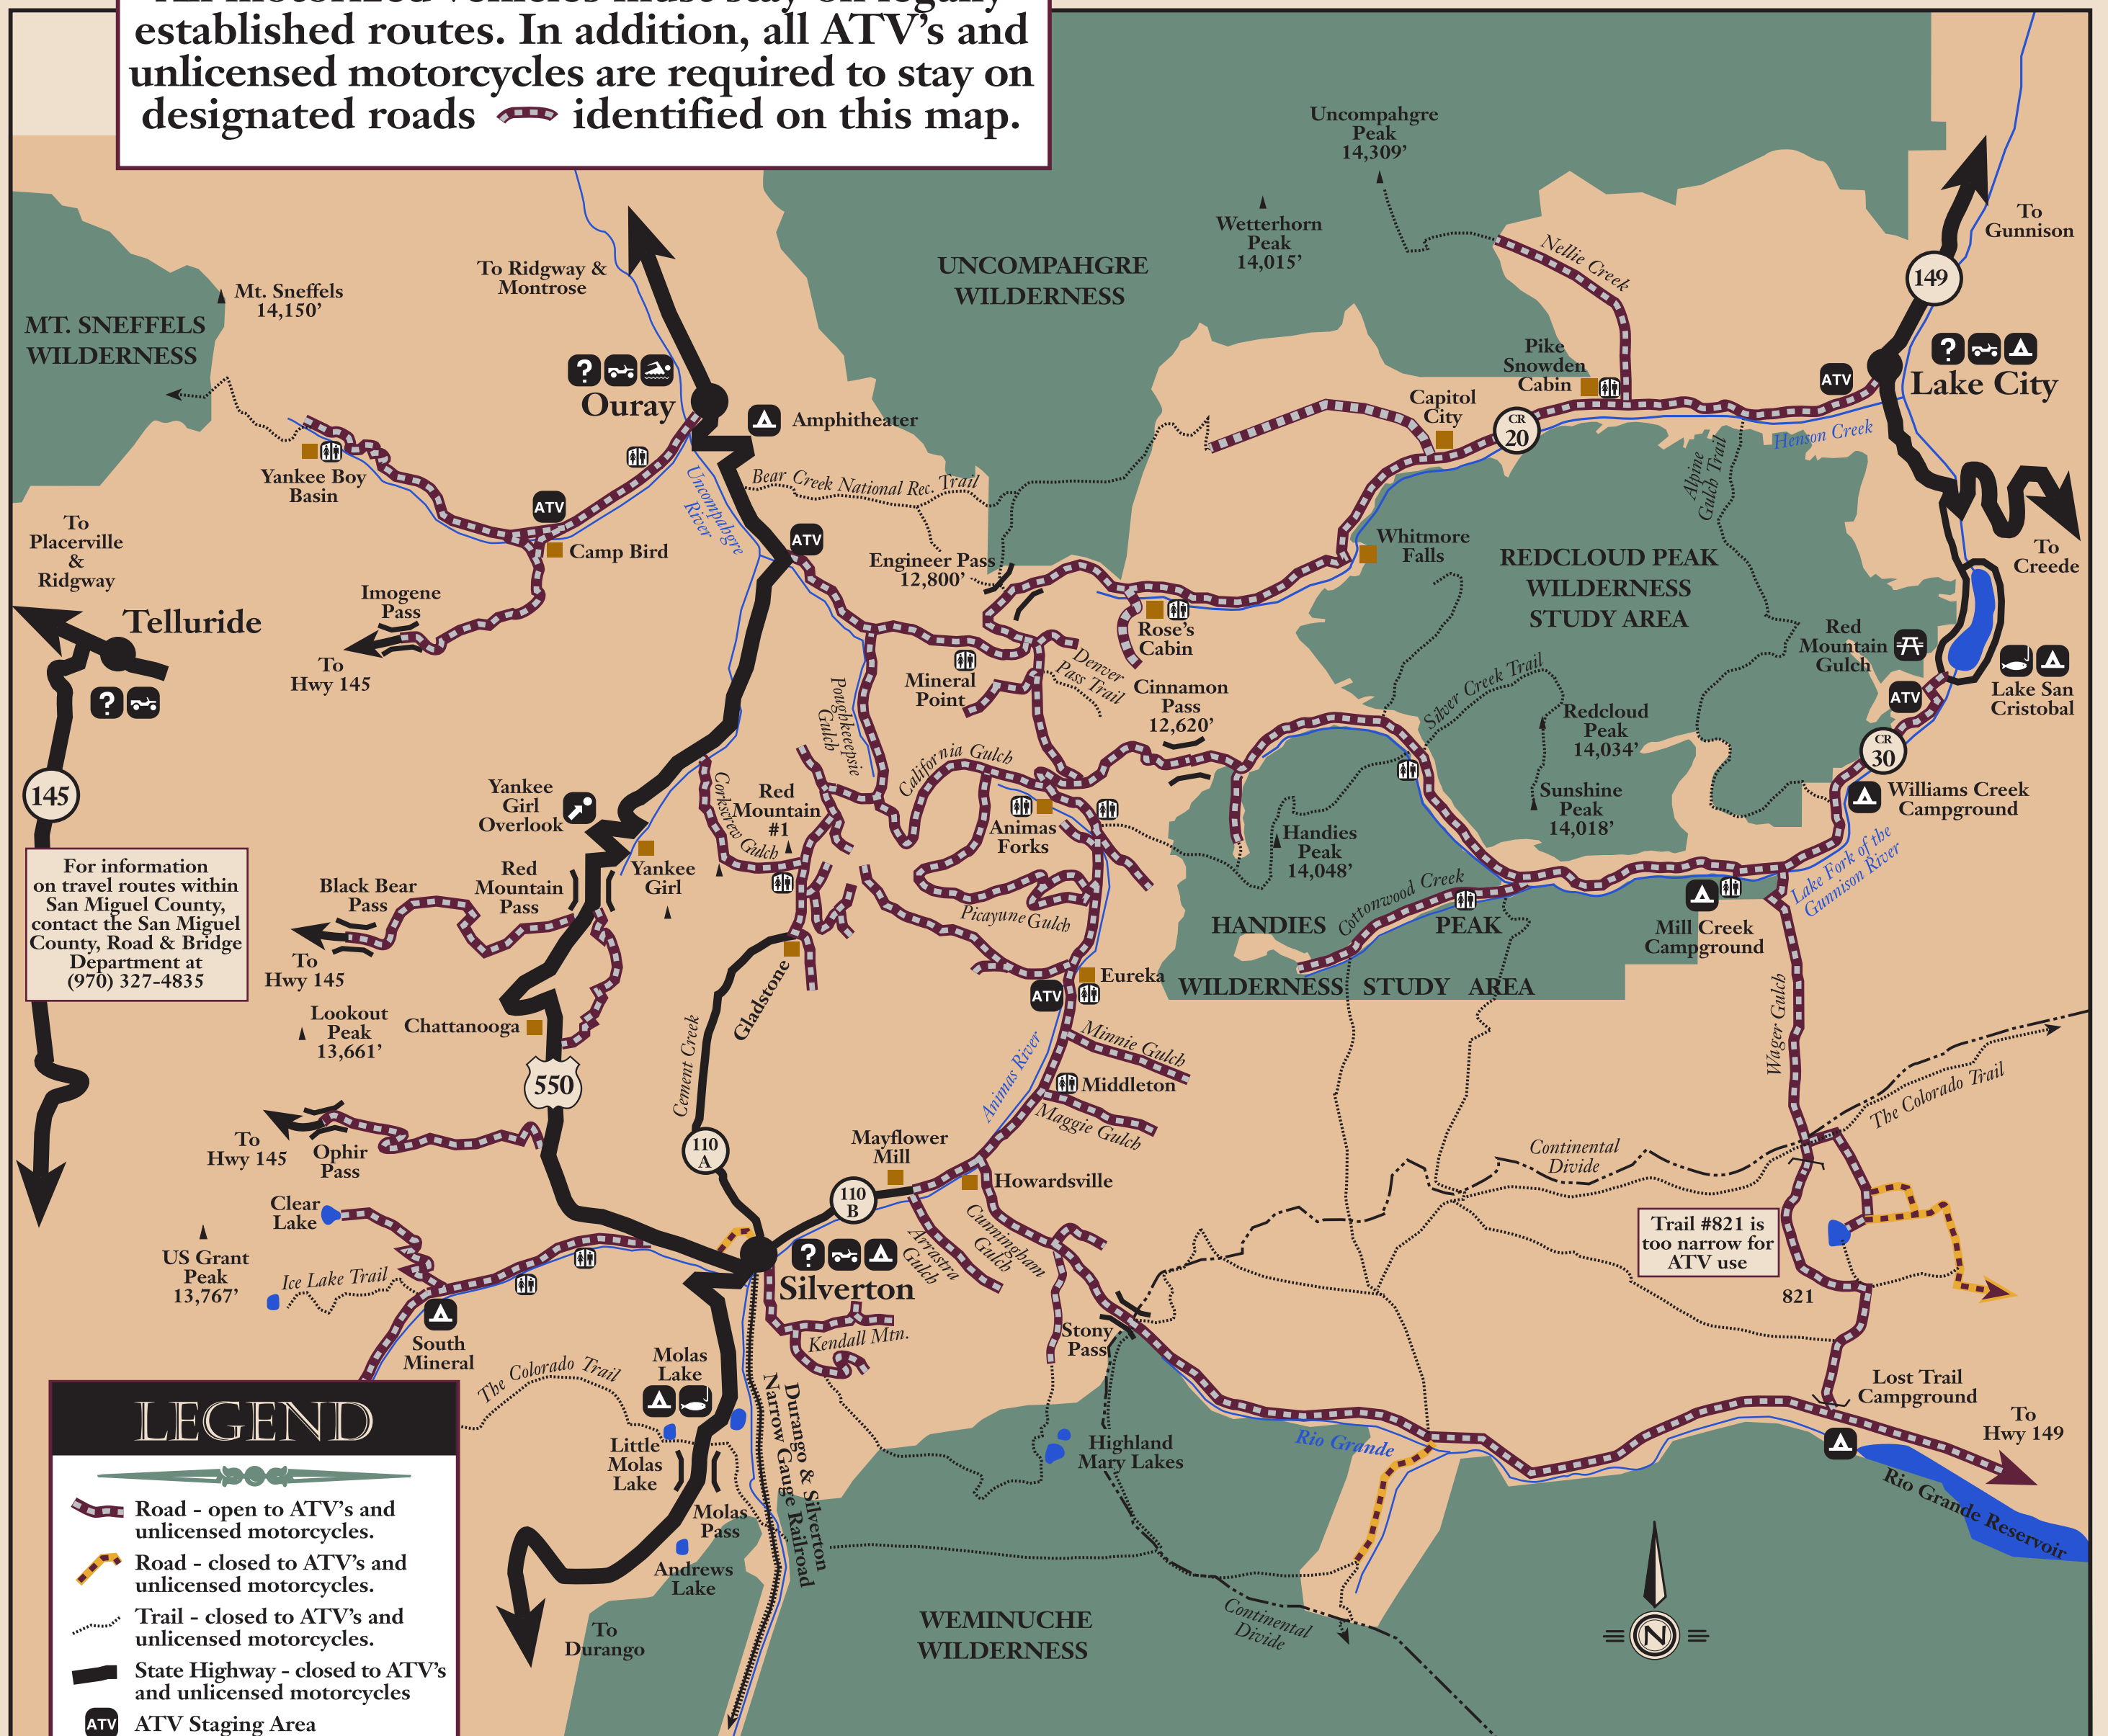 established routes. In addition, all ATV's and
unlicensed motorcycles are required to stay on
designated roads identified on this map.
Uncompahgre
Peak
14,309'
Wetterhorn
Peak
14,015'
UNCOMPAHGRE
WILDERNESS
Nellie Creek
To
Gunnison
149
To Ridgway &
Montrose
Mt. Sneffels
14,150'
MT. SNEFFELS
WILDERNESS
?
Ouray
Amphitheater
Pike
Snowden
Cabin
Capitol
City
CR
20
ATV
?
Lake City
Henson Creek
Alpine
Gulch Trail
Yankee Boy
Basin
ATV
Camp Bird
Uncompahgre
River
Bear Creek National Rec. Trail
ATV
Engineer Pass
12,800'
Whitmore
Falls
REDCLOUD PEAK
WILDERNESS
STUDY AREA
To
Creede
To
Placerville
&
Ridgway
Telluride
?
Imogene
Pass
To
Hwy 145
Rose's
Cabin
Mineral
Point
Denver
Pass Trail
Cinnamon
Pass
12,620'
Poughkeeepsie
Gulch
Silver Creek Trail
Redcloud
Peak
14,034'
Sunshine
Peak
14,018'
Red
Mountain
Gulch
ATV
Lake San
Cristobal
CR
30
Williams Creek
Campground
145
Yankee
Girl
Overlook
Corkscrew Gulch
Red
Mountain
#1
California Gulch
Animas
Forks
Handies
Peak
14,048'
Lake Fork of the
Gunnison River
For information
on travel routes within
San Miguel County,
contact the San Miguel
County, Road & Bridge
Department at
(970) 327-4835
Black Bear
Pass
To
Hwy 145
Red
Mountain
Pass
Yankee
Girl
Picayune Gulch
Cottonwood Creek
HANDIES PEAK
WILDERNESS STUDY AREA
Mill Creek
Campground
Lookout
Peak
13,661'
Chattanooga
Gladstone
Eureka
ATV
550
Cement Creek
Minnie Gulch
Animas River
Middleton
Maggie Gulch
Wager Gulch
The Colorado Trail
To
Hwy 145
Ophir
Pass
110
A
Mayflower
Mill
110
B
Howardsville
Continental
Divide
Clear
Lake
US Grant
Peak
13,767'
Ice Lake Trail
South
Mineral
?
Silverton
Arrastra
Gulch
Cunningham
Gulch
Kendall Mtn.
Stony
Pass
Trail #821 is
too narrow for
ATV use
821
Lost Trail
Campground
To
Hwy 149
The Colorado Trail
Molas
Lake
Little
Molas
Lake
Molas
Pass
Andrews
Lake
Durango & Silverton
Narrow Gauge Railroad
Highland
Mary Lakes
Rio Grande
Rio Grande Reservoir
To
Durango
WEMINUCHE
WILDERNESS
Continental
Divide
N
LEGEND
Road - open to ATV's and
unlicensed motorcycles.
Road - closed to ATV's and
unlicensed motorcycles.
Trail - closed to ATV's and
unlicensed motorcycles.
State Highway - closed to ATV's
and unlicensed motorcycles
ATV
ATV Staging Area